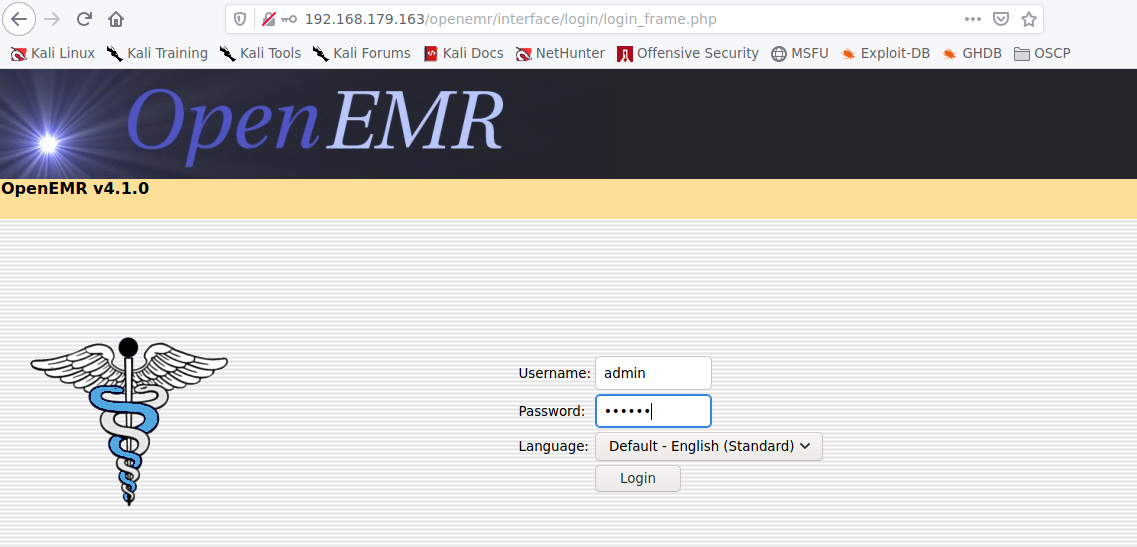 192.168.179.163/openemr/interface/login/login_frame.php
Kali Linux Kali Training Kali Tools Kali Forums Kali Docs NetHunter Offensive Security MSFU Exploit-DB GHDB OSCP
OpenEMR
OpenEMR v4.1.0
Username: admin
Password: ••••••
Language: Default - English (Standard)
Login